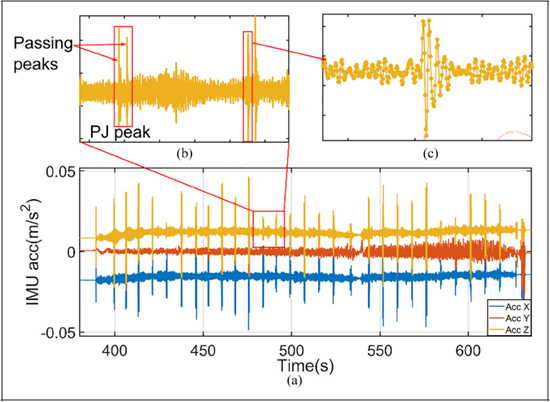 Passing
peaks
PJ peak
(b)
(c)
0.05
0
-0.05
IMU acc(m/s²)
400
450
500
550
600
Time(s)
Acc X
Acc Y
Acc Z
(a)